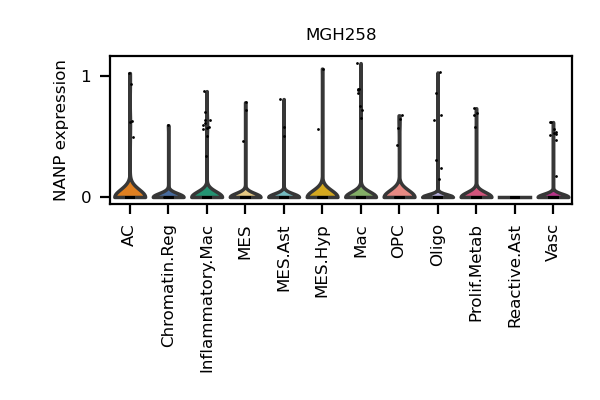 MGH258
NANP expression
1
0
AC
Chromatin.Reg
Inflammatory.Mac
MES
MES.Ast
MES.Hyp
Mac
OPC
Oligo
Prolif.Metab
Reactive.Ast
Vasc